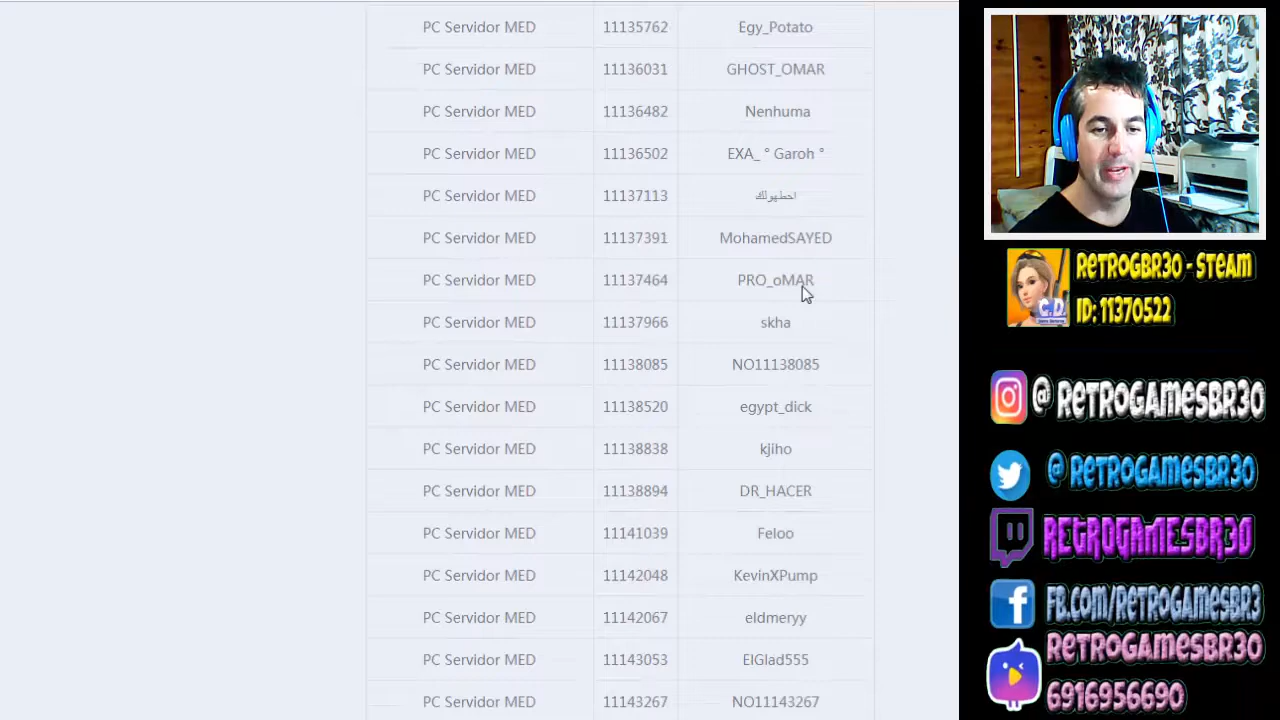 PC Servidor MED 11135762 Egy_Potato
PC Servidor MED 11136031 GHOST_OMAR
PC Servidor MED 11136482 Nenhuma
PC Servidor MED 11136502 EXA_ ° Garoh °
PC Servidor MED 11137113 احطهولك
PC Servidor MED 11137391 MohamedSAYED
PC Servidor MED 11137464 PRO_oMAR
PC Servidor MED 11137966 skha
PC Servidor MED 11138085 NO11138085
PC Servidor MED 11138520 egypt_dick
PC Servidor MED 11138838 kjiho
PC Servidor MED 11138894 DR_HACER
PC Servidor MED 11141039 Feloo
PC Servidor MED 11142048 KevinXPump
PC Servidor MED 11142067 eldmeryy
PC Servidor MED 11143053 ElGlad555
PC Servidor MED 11143267 NO11143267
C.D.
RETROGBR30 - STEAM
ID: 11370522
@ RETROGAMESBR30
@ RETROGAMESBR30
RETROGAMESBR30
FB.COM/RETROGAMESBR3
RETROGAMESBR30
6916956690